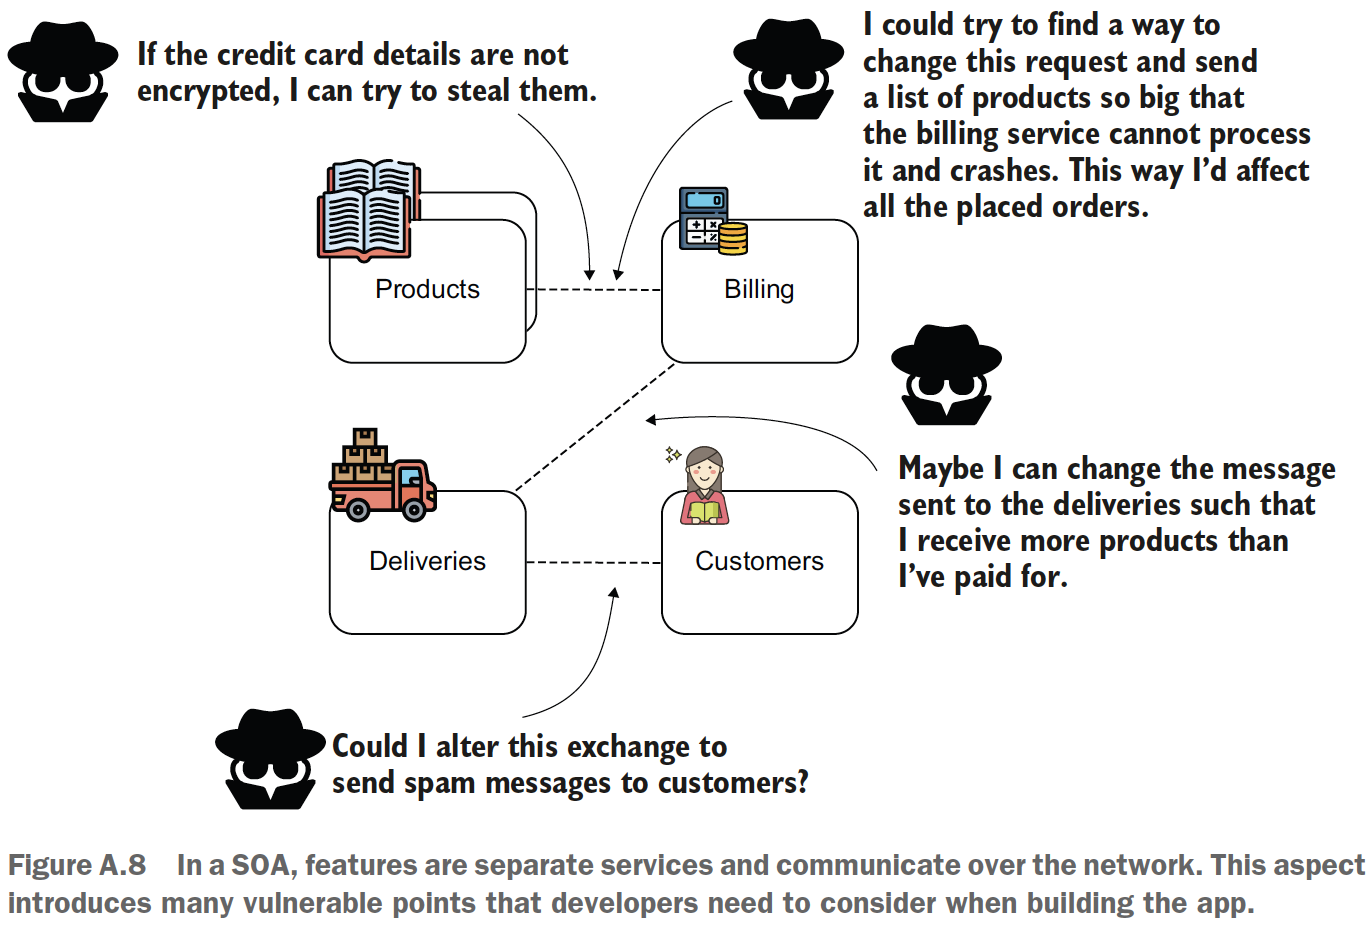 If the credit card details are not
encrypted, I can try to steal them.
I could try to find a way to
change this request and send
a list of products so big that
the billing service cannot process
it and crashes. This way I’d affect
all the placed orders.
Products
Billing
Maybe I can change the message
sent to the deliveries such that
I receive more products than
I’ve paid for.
Deliveries
Customers
Could I alter this exchange to
send spam messages to customers?
Figure A.8 In a SOA, features are separate services and communicate over the network. This aspect
introduces many vulnerable points that developers need to consider when building the app.